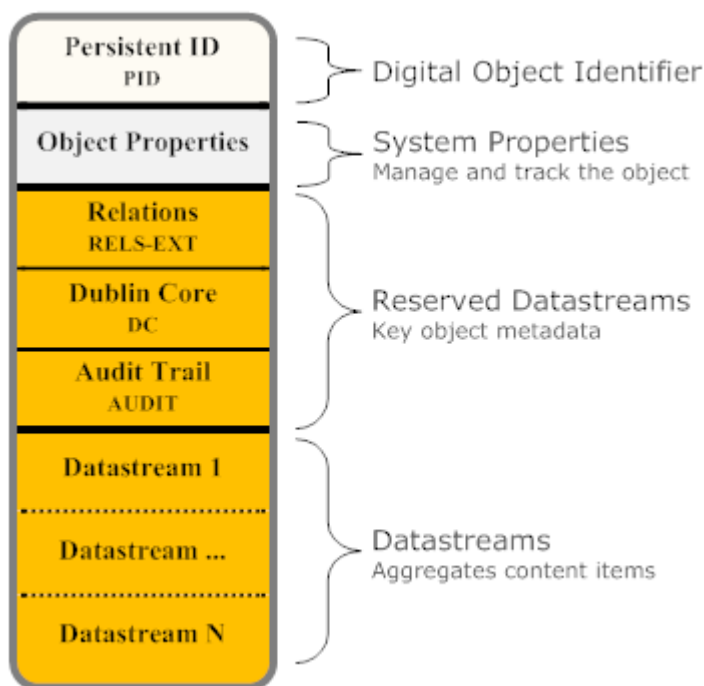 Persistent ID
PID
Digital Object Identifier
Object Properties
System Properties
Manage and track the object
Relations
RELS-EXT
Dublin Core
DC
Reserved Datastreams
Key object metadata
Audit Trail
AUDIT
Datastream 1
Datastream ...
Datastreams
Aggregates content items
Datastream N